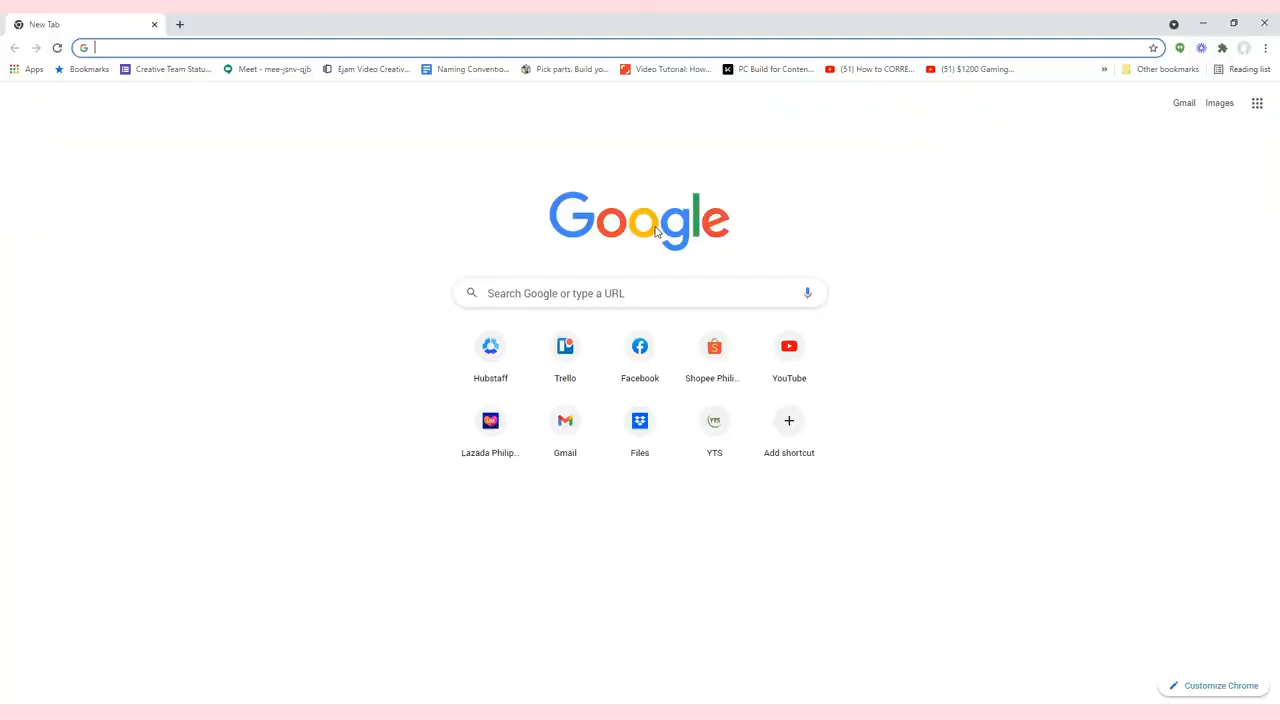 New Tab
Apps Bookmarks Creative Team Statu... Meet - mee-jsnv-qjb Ejam Video Creativ... Naming Conventio... Pick parts. Build yo... Video Tutorial: How... PC Build for Conten... (51) How to CORRE... (51) $1200 Gaming... » Other bookmarks Reading list
Gmail Images
Google
Search Google or type a URL
Hubstaff Trello Facebook Shopee Phili... YouTube
Lazada Philip... Gmail Files YTS Add shortcut
Customize Chrome